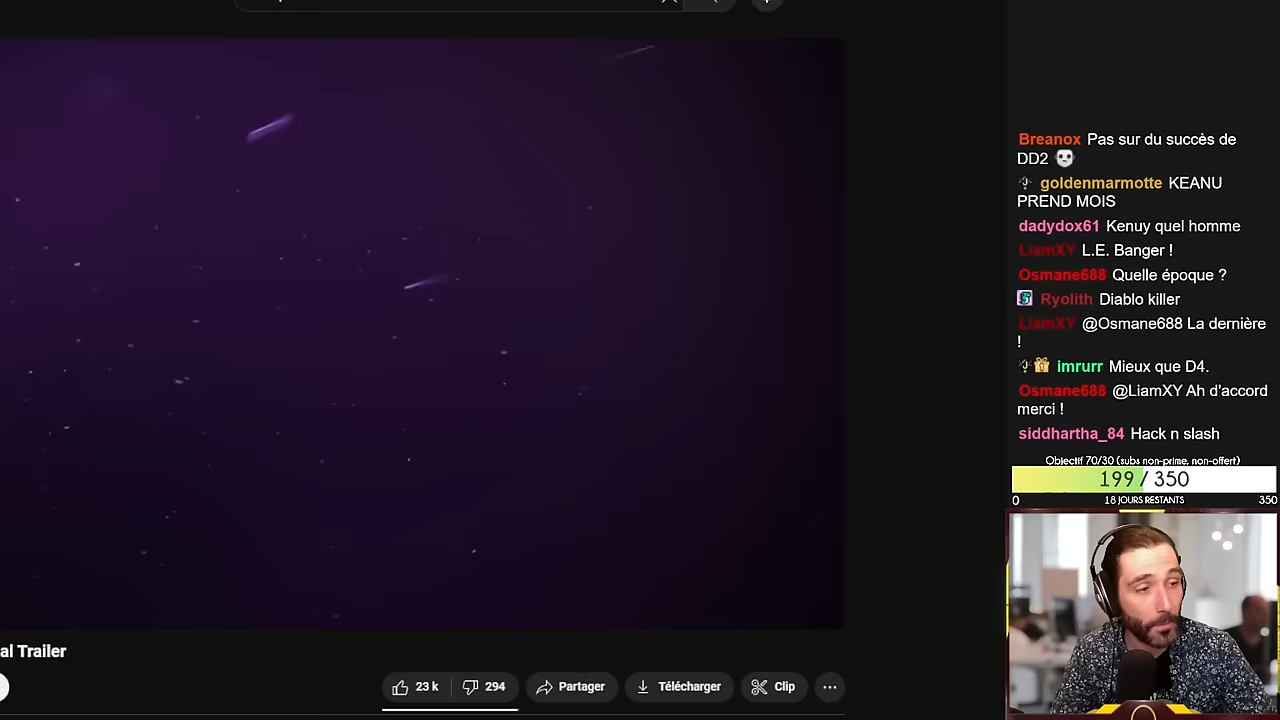 al Trailer
23 k
294
Partager
Télécharger
Clip
Breanox Pas sur du succès de
DD2
goldenmarmotte KEANU
PREND MOIS
dadydox61 Kenuy quel homme
LiamXY L.E. Banger !
Osmane688 Quelle époque ?
Ryolith Diablo killer
LiamXY @Osmane688 La dernière
!
imrurr Mieux que D4.
Osmane688 @LiamXY Ah d'accord
merci !
siddhartha_84 Hack n slash
Objectif 70/30 (subs non-prime, non-offert)
199 / 350
0 18 JOURS RESTANTS 350